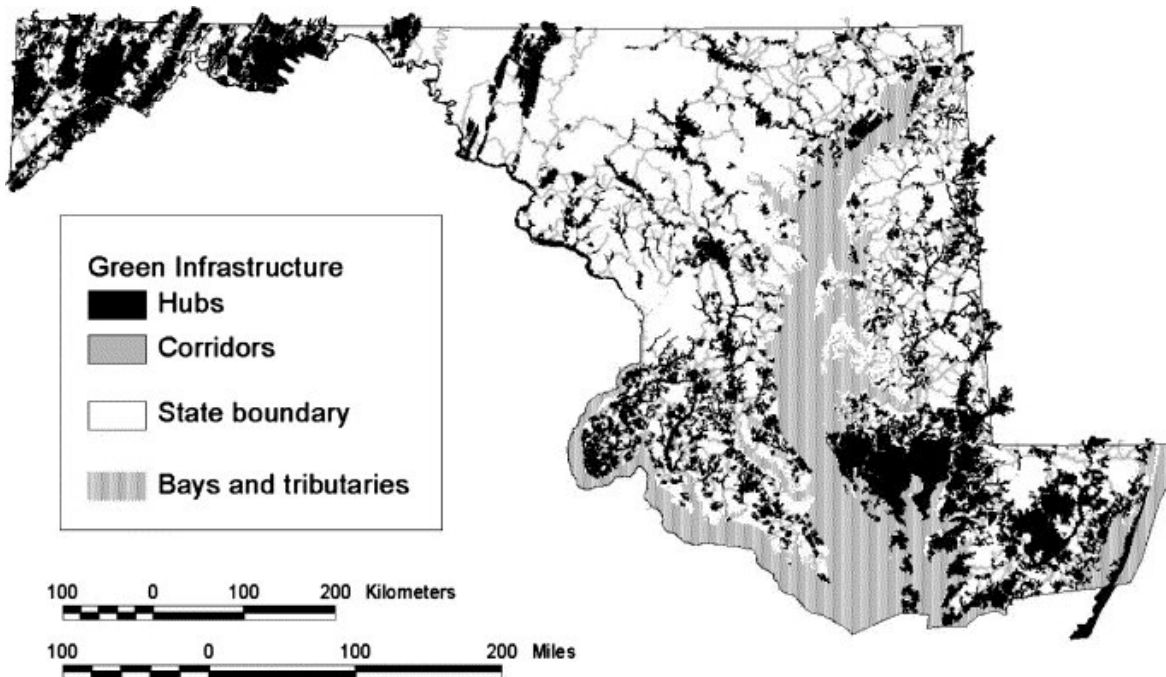 Green Infrastructure
Hubs
Corridors
State boundary
Bays and tributaries
100 0 100 200 Kilometers
100 0 100 200 Miles